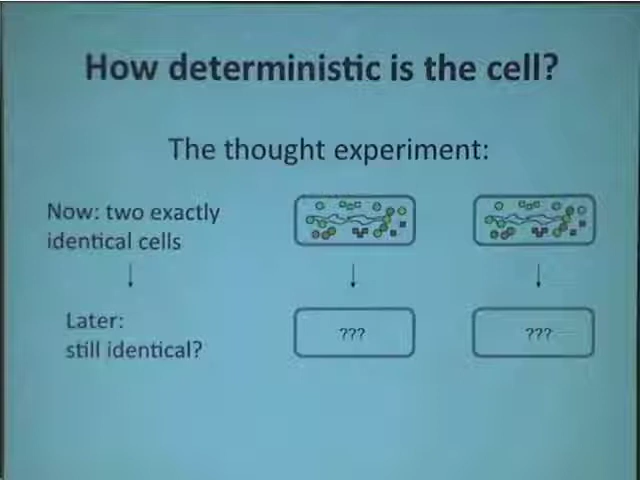 How deterministic is the cell?
The thought experiment:
Now: two exactly
identical cells
Later:
still identical?
???
???